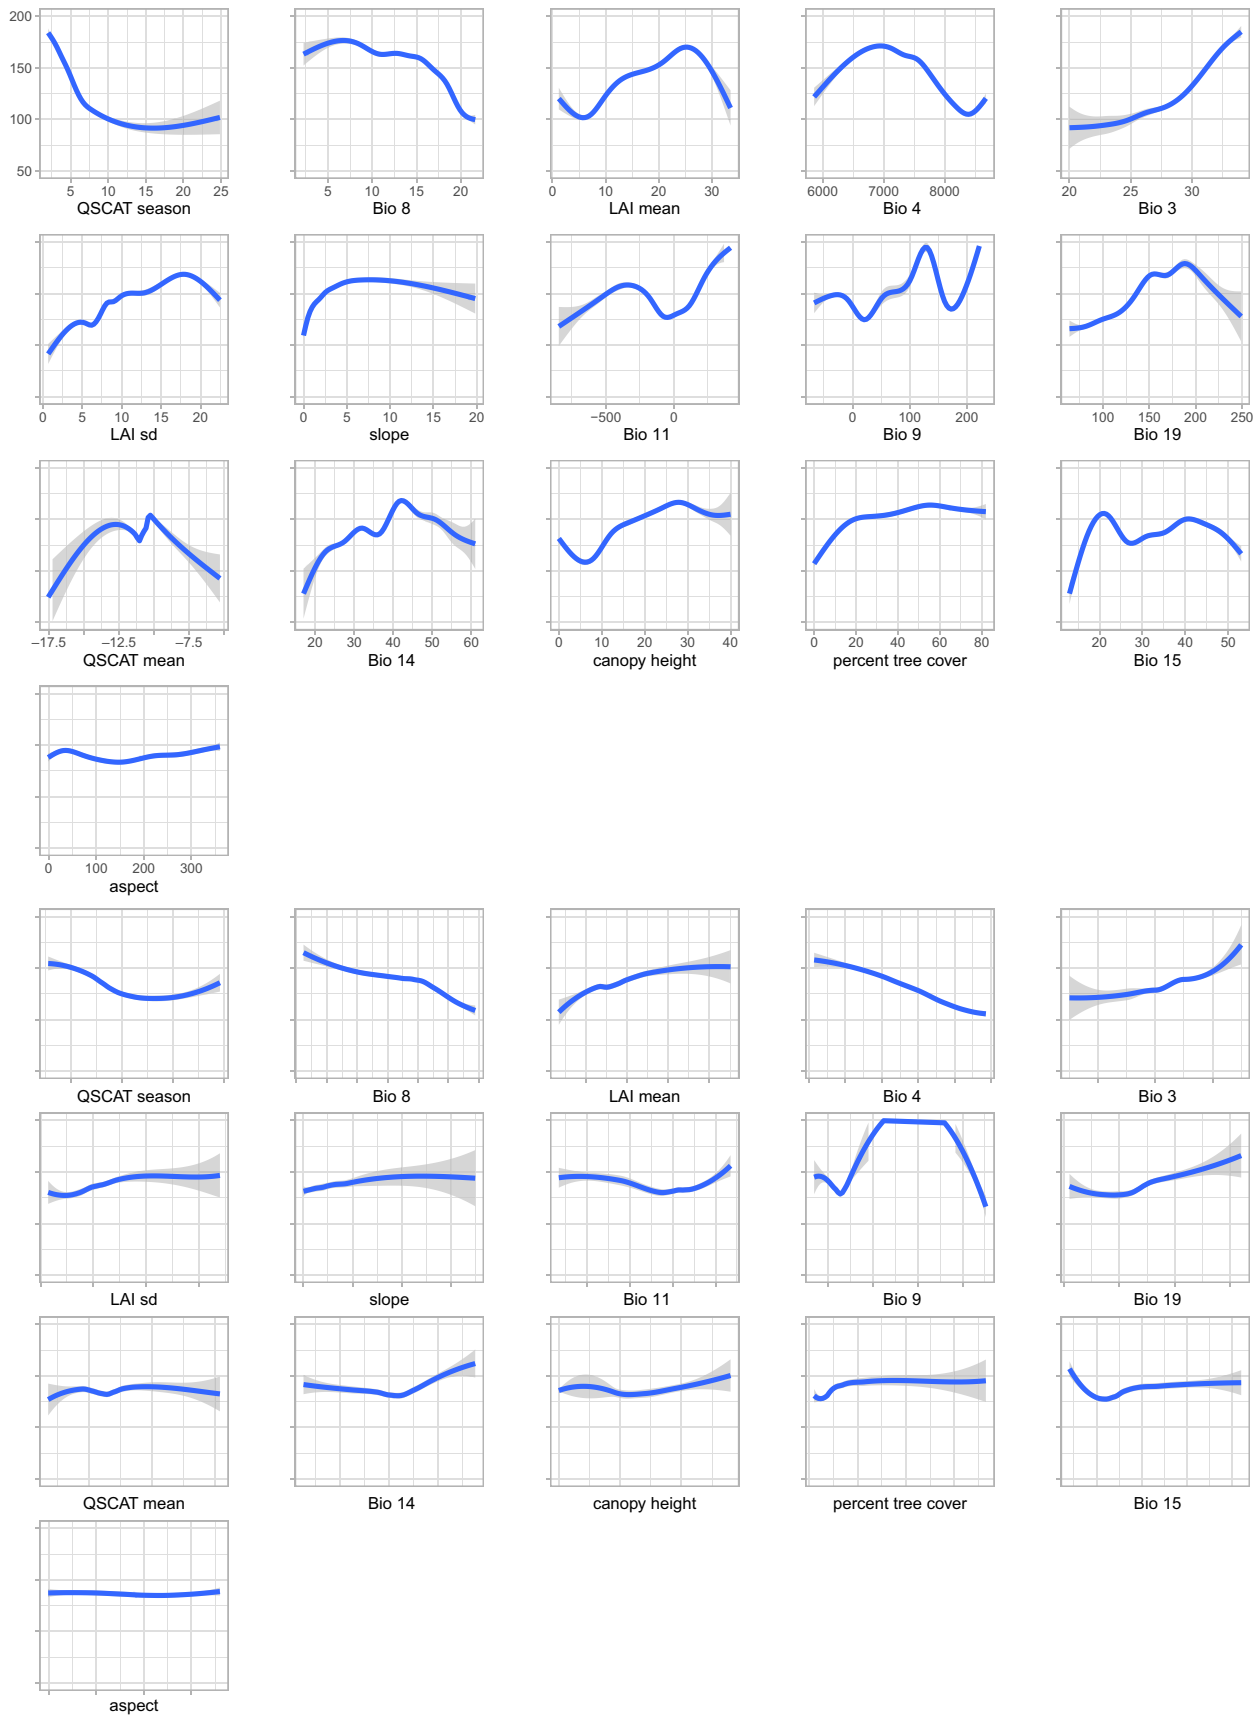 200
150
100
50
5 10 15 20 25
QSCAT season
5 10 15 20
Bio 8
0 10 20 30
LAI mean
6000 7000 8000
Bio 4
20 25 30
Bio 3
0 5 10 15 20
LAI sd
0 5 10 15 20
slope
−500 0
Bio 11
0 100 200
Bio 9
100 150 200 250
Bio 19
−17.5 −12.5 −7.5
QSCAT mean
20 30 40 50 60
Bio 14
0 10 20 30 40
canopy height
0 20 40 60 80
percent tree cover
20 30 40 50
Bio 15
0 100 200 300
aspect
QSCAT season
Bio 8
LAI mean
Bio 4
Bio 3
LAI sd
slope
Bio 11
Bio 9
Bio 19
QSCAT mean
Bio 14
canopy height
percent tree cover
Bio 15
aspect